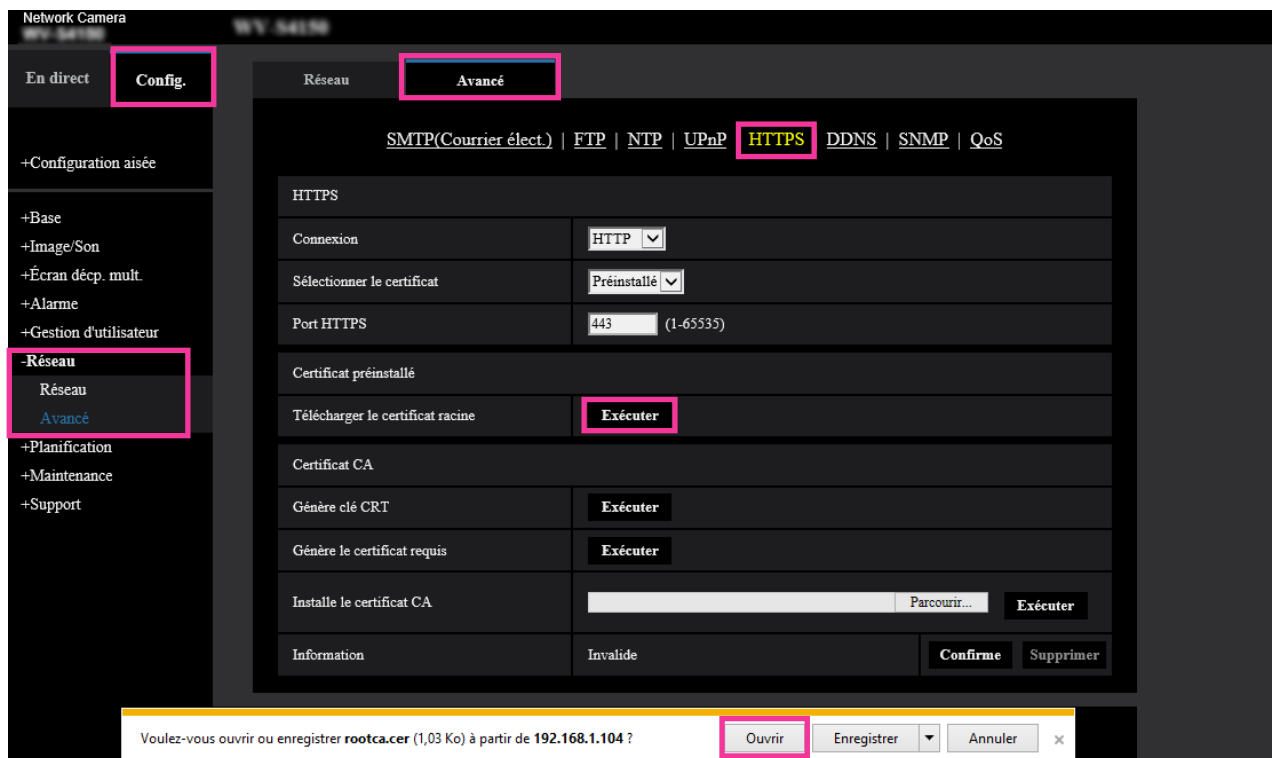 Network Camera
WV-S4150 WV-S4150
En direct Config. Réseau Avancé
SMTP(Courrier élect.) | FTP | NTP | UPnP HTTPS DDNS | SNMP | QoS
+Configuration aisée
+Base
+Image/Son
+Écran décp. mult.
+Alarme
+Gestion d'utilisateur
-Réseau
Réseau
Avancé
+Planification
+Maintenance
+Support
HTTPS
Connexion HTTP
Sélectionner le certificat Préinstallé
Port HTTPS 443 (1-65535)
Certificat préinstallé
Télécharger le certificat racine Exécuter
Certificat CA
Génère clé CRT Exécuter
Génère le certificat requis Exécuter
Installe le certificat CA Parcourir... Exécuter
Information Invalide Confirme Supprimer
Voulez-vous ouvrir ou enregistrer rootca.cer (1,03 Ko) à partir de 192.168.1.104 ? Ouvrir Enregistrer Annuler